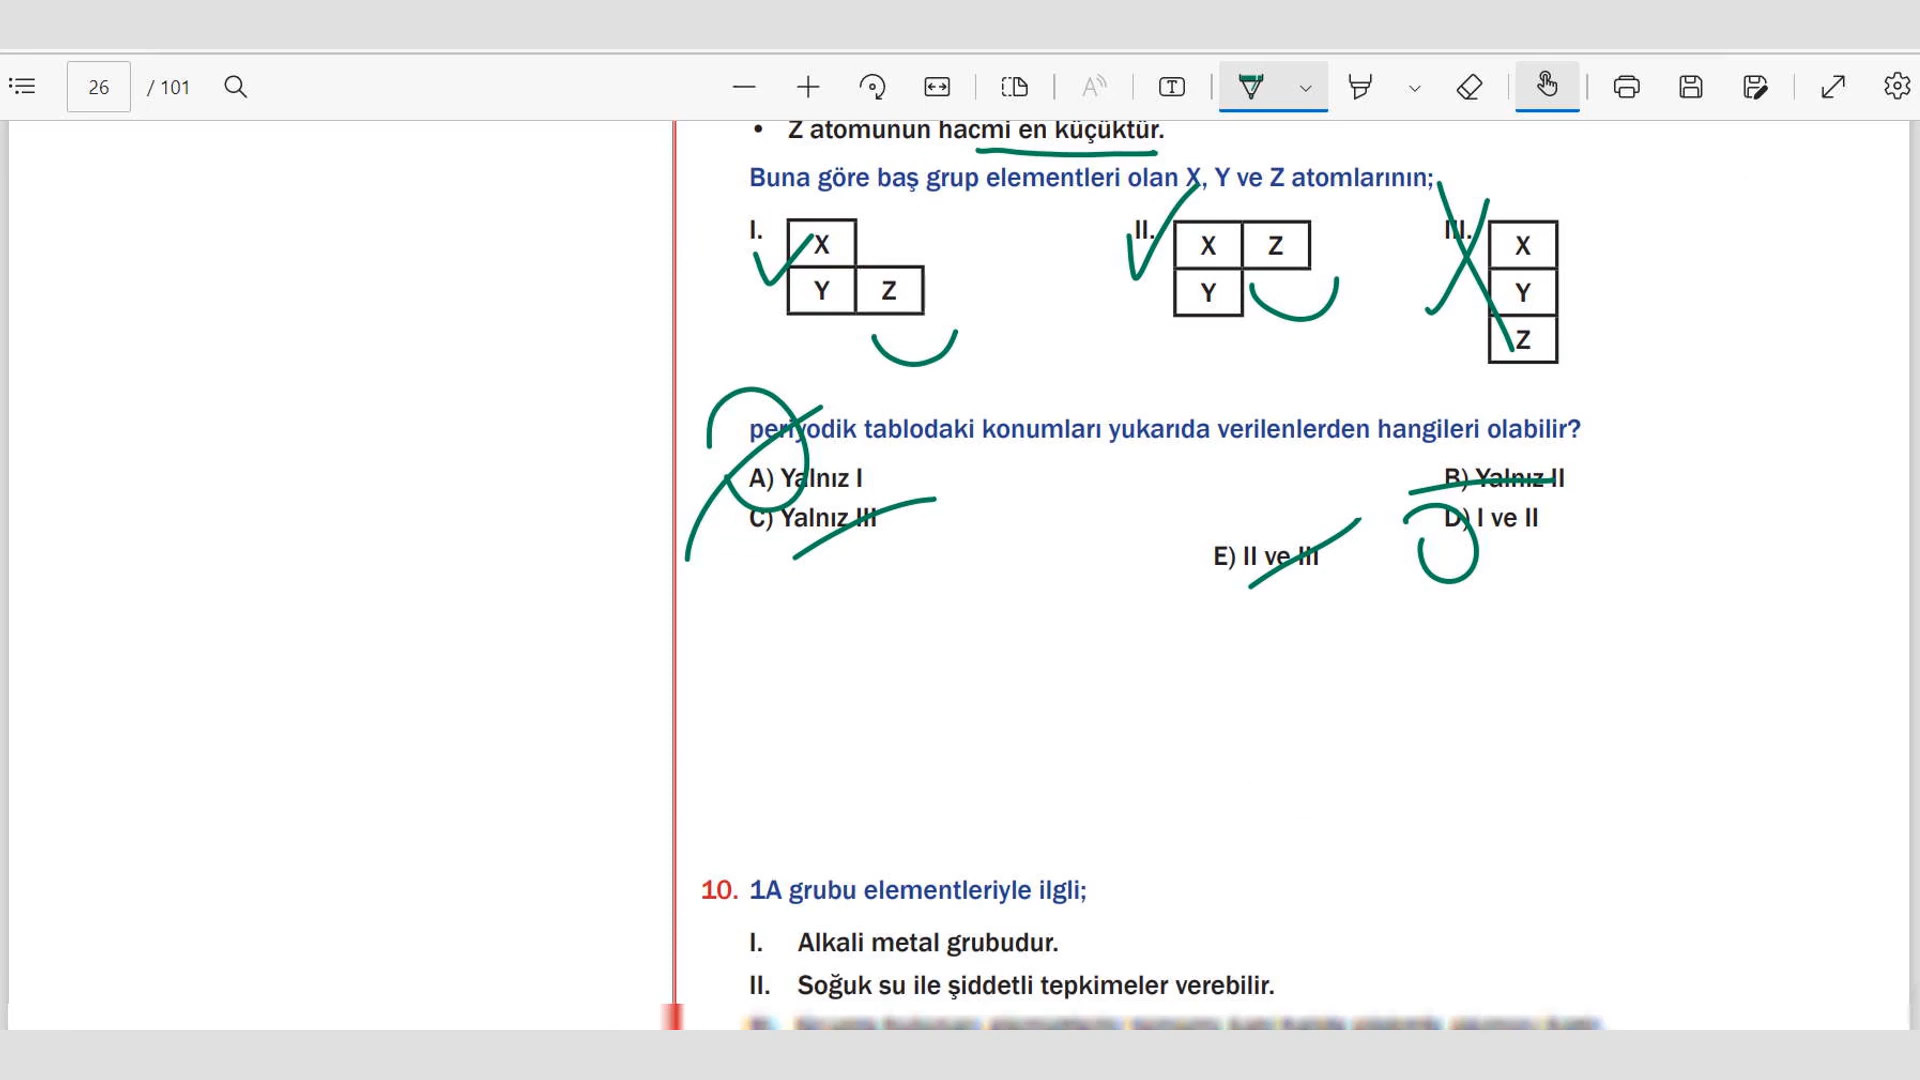 26 / 101
• Z atomunun hacmi en küçüktür.
Buna göre baş grup elementleri olan X, Y ve Z atomlarının;
I. X Y Z
II. X Z Y
III. X Y Z
periyodik tablodaki konumları yukarıda verilenlerden hangileri olabilir?
A) Yalnız I B) Yalnız II
C) Yalnız III D) I ve II
E) II ve III
10. 1A grubu elementleriyle ilgli;
I. Alkali metal grubudur.
II. Soğuk su ile şiddetli tepkimeler verebilir.